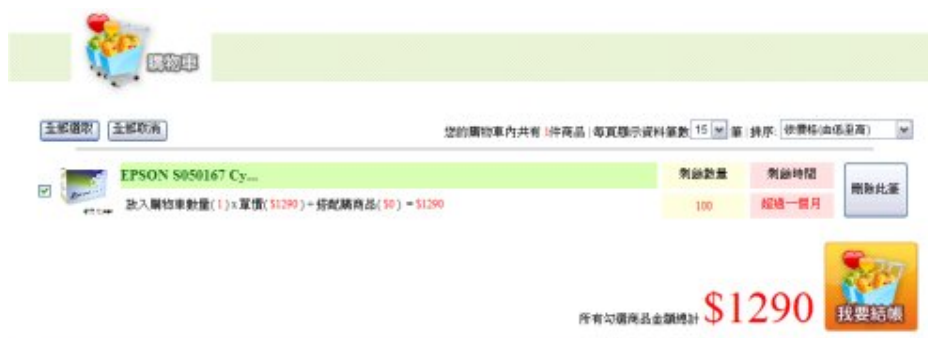 購物車
全部選取 全部取消 您的購物車內共有 1件商品 | 每頁顯示資料筆數 15 筆 排序: 依價格(由低至高)
EPSON S050167 Cy... 剩餘數量 剩餘時間 刪除此筆
放入購物車數量(1)x單價($1290)+搭配購商品($0) =$1290 100 超過一個月
所有勾選商品金額總計 $1290 我要結帳